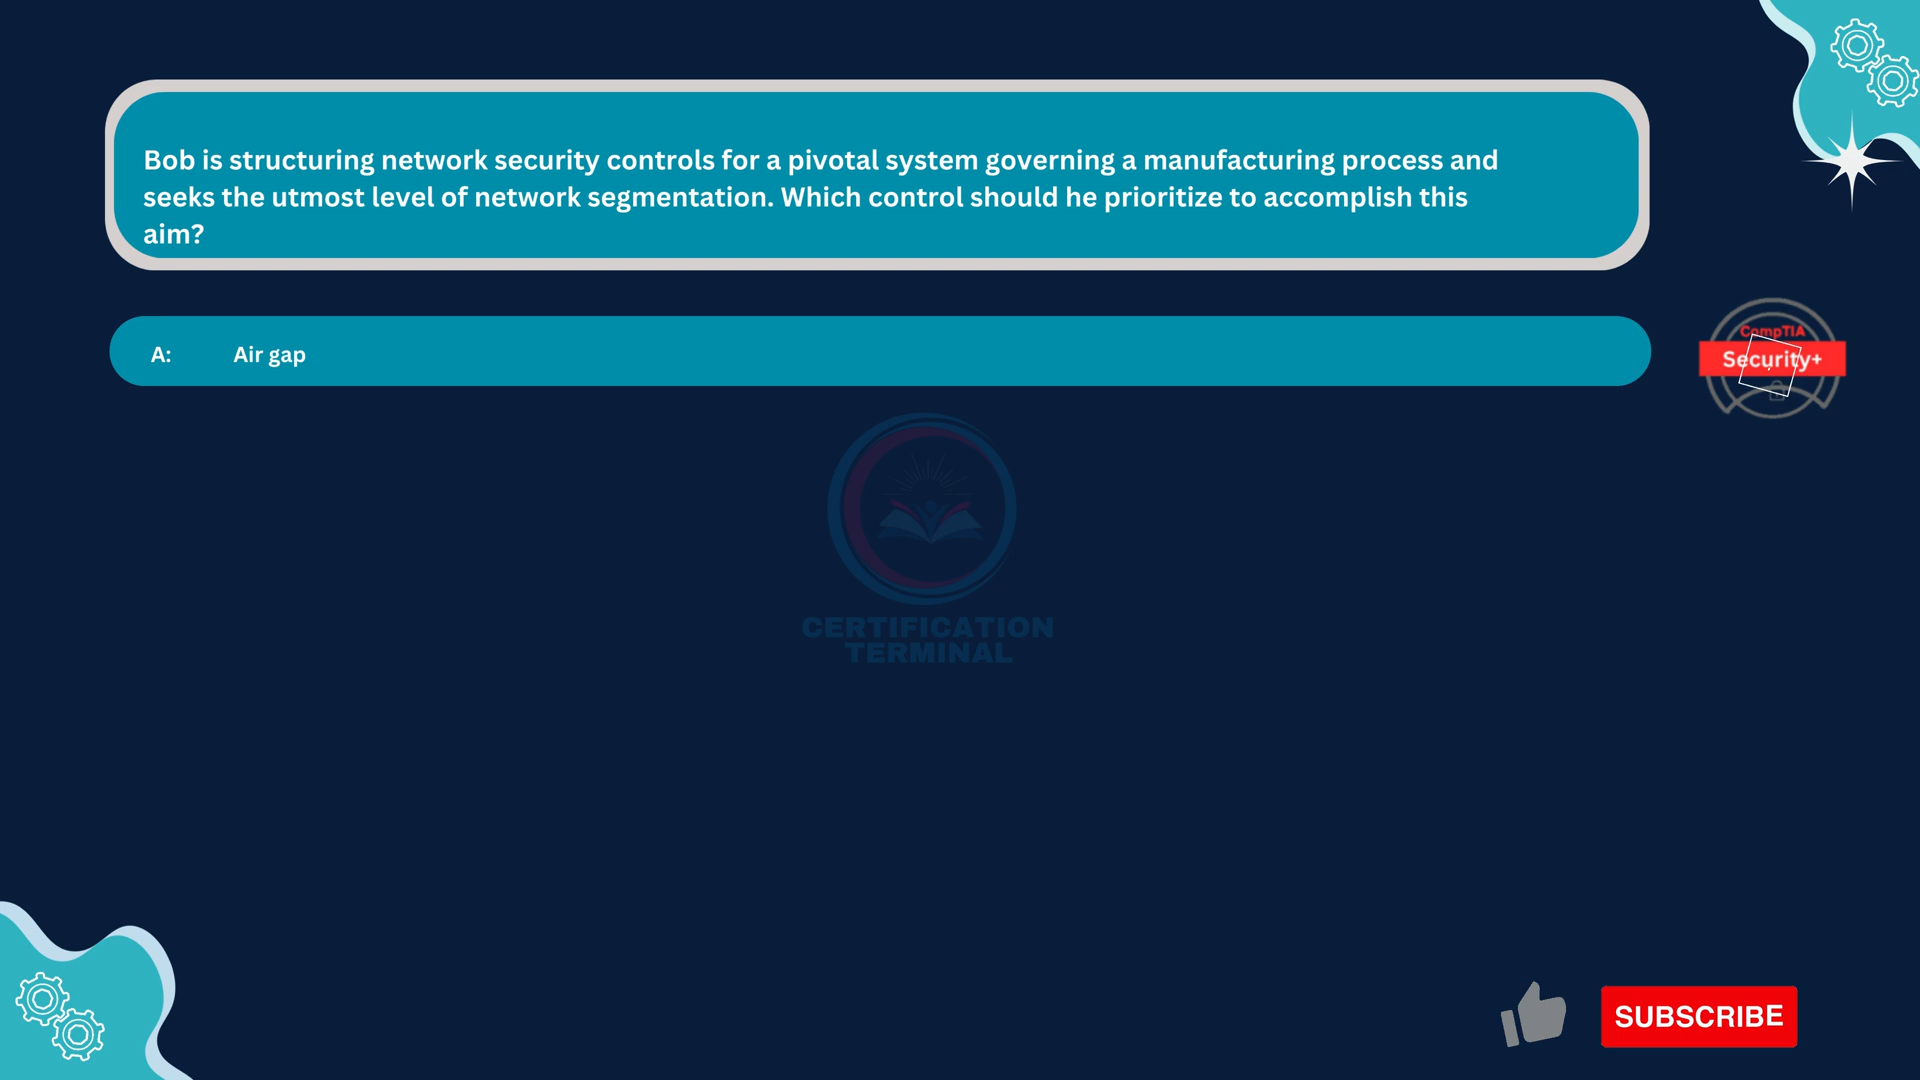 Bob is structuring network security controls for a pivotal system governing a manufacturing process and
seeks the utmost level of network segmentation. Which control should he prioritize to accomplish this
aim?
A: Air gap
CompTIA
Security+
CERTIFICATION
TERMINAL
SUBSCRIBE